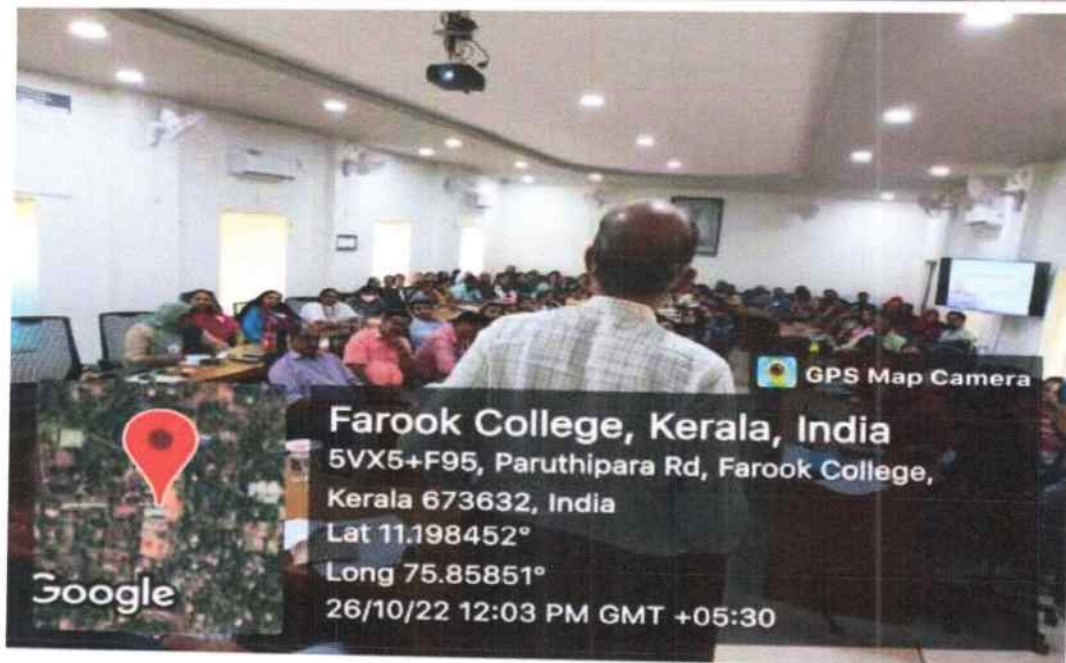 GPS Map Camera
Farook College, Kerala, India
5VX5+F95, Paruthipara Rd, Farook College,
Kerala 673632, India
Lat 11.198452°
Long 75.85851°
26/10/22 12:03 PM GMT +05:30
Google